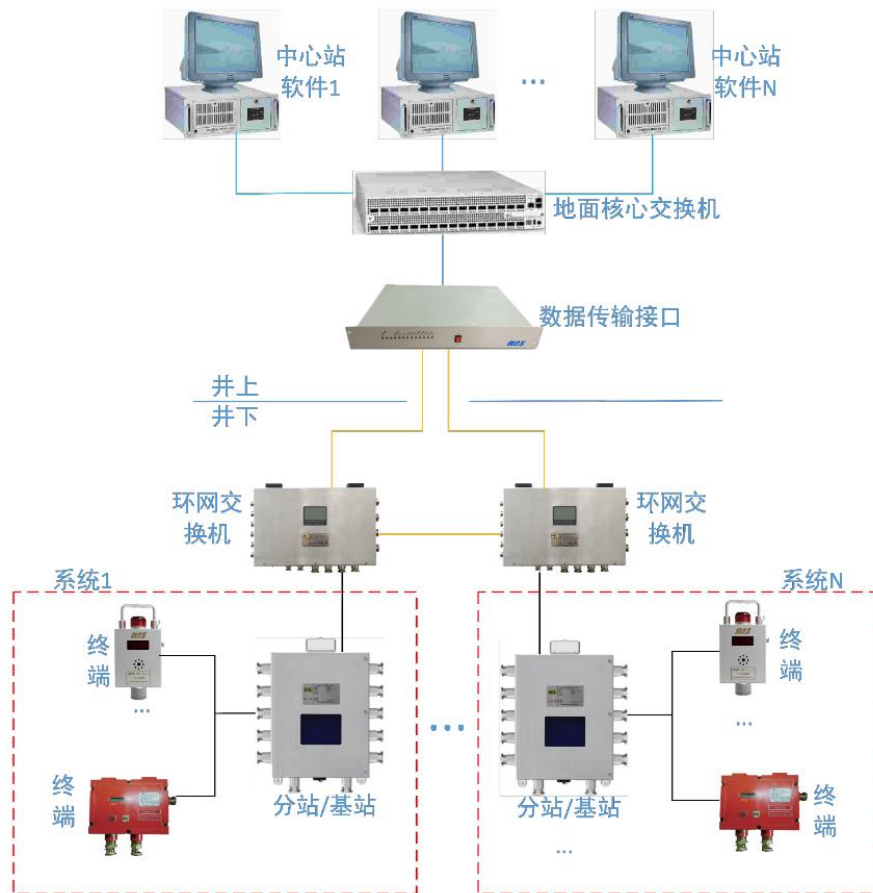 中心站
软件1
...
中心站
软件N
地面核心交换机
数据传输接口
井上
井下
环网交
换机
环网交
换机
系统1
系统N
终
端
...
终
端
分站/基站
...
终
端
...
终
端
分站/基站
...